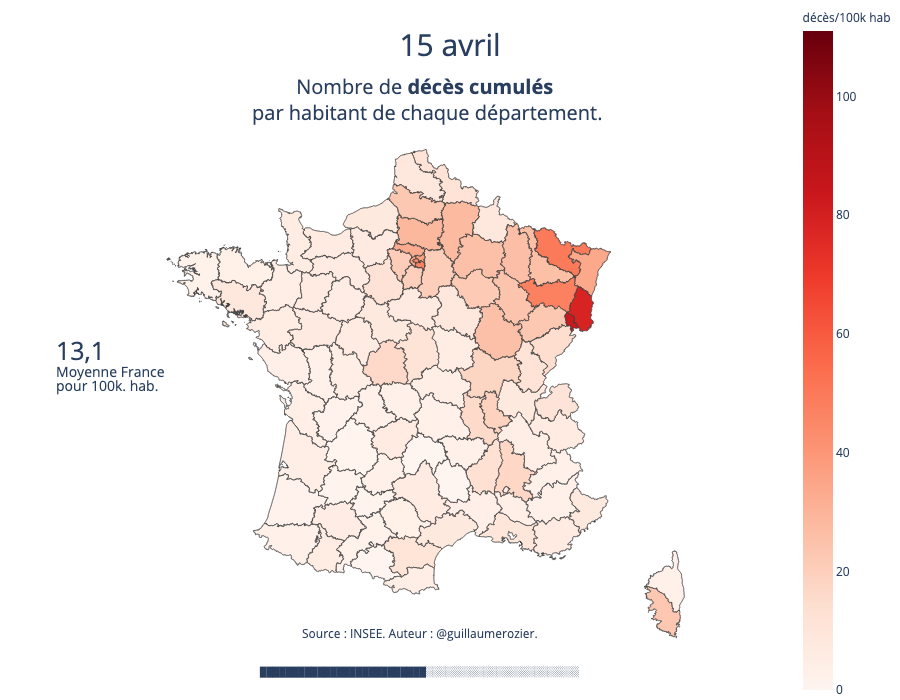 décès/100k hab
15 avril
Nombre de décès cumulés
par habitant de chaque département.
100
80
60
40
20
0
13,1
Moyenne France
pour 100k. hab.
Source : INSEE. Auteur : @guillaumerozier.